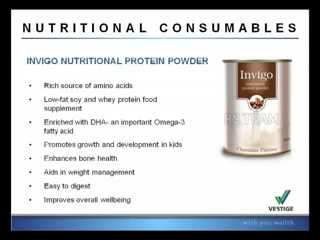 NUTRITIONAL CONSUMABLES
INVIGO NUTRITIONAL PROTEIN POWDER
• Rich source of amino acids
• Low-fat soy and whey protein food
supplement
• Enriched with DHA- an important Omega-3
fatty acid
• Promotes growth and development in kids
• Enhances bone health
• Aids in weight management
• Easy to digest
• Improves overall wellbeing
Invigo
Chocolate Flavour
VESTIGE
wish you wellth